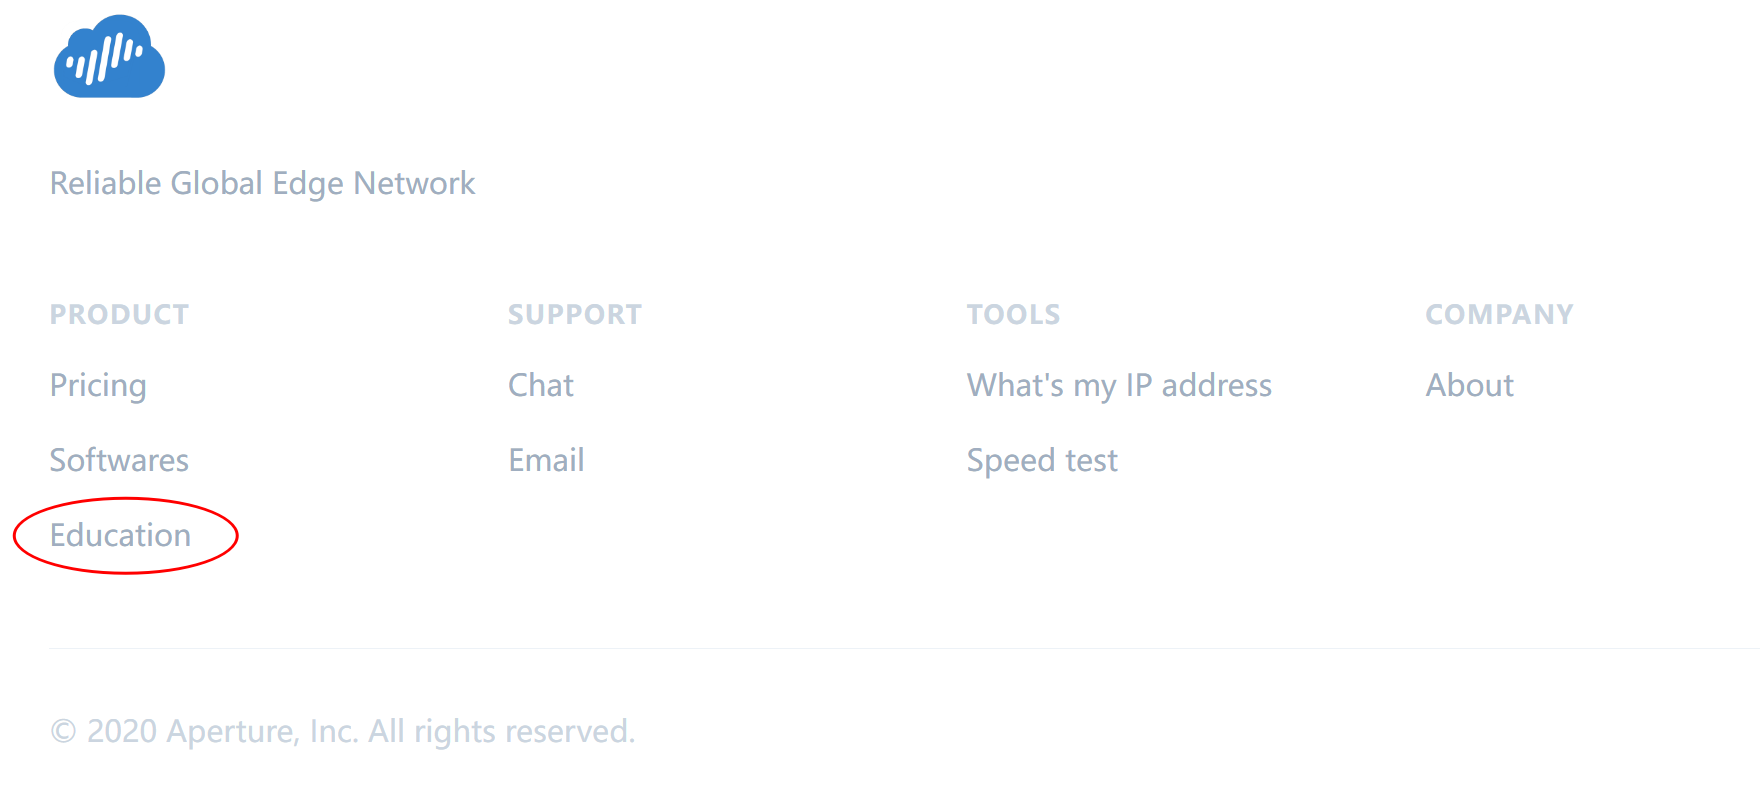 Reliable Global Edge Network
PRODUCT
Pricing
Softwares
Education
SUPPORT
Chat
Email
TOOLS
What's my IP address
Speed test
COMPANY
About
© 2020 Aperture, Inc. All rights reserved.